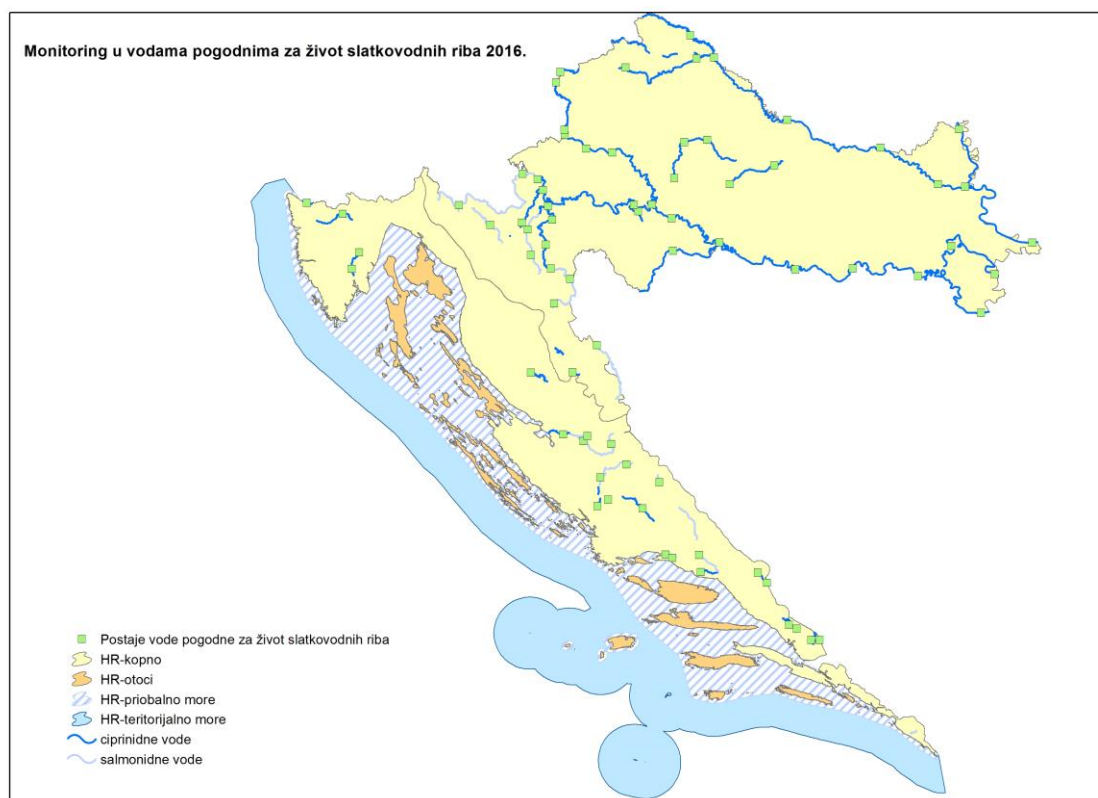 Monitoring u vodama pogodnima za život slatkovodnih riba 2016.
Postaje vode pogodne za život slatkovodnih riba
HR-kopno
HR-otoci
HR-priobalno more
HR-teritorijalno more
ciprinidne vode
salmonidne vode